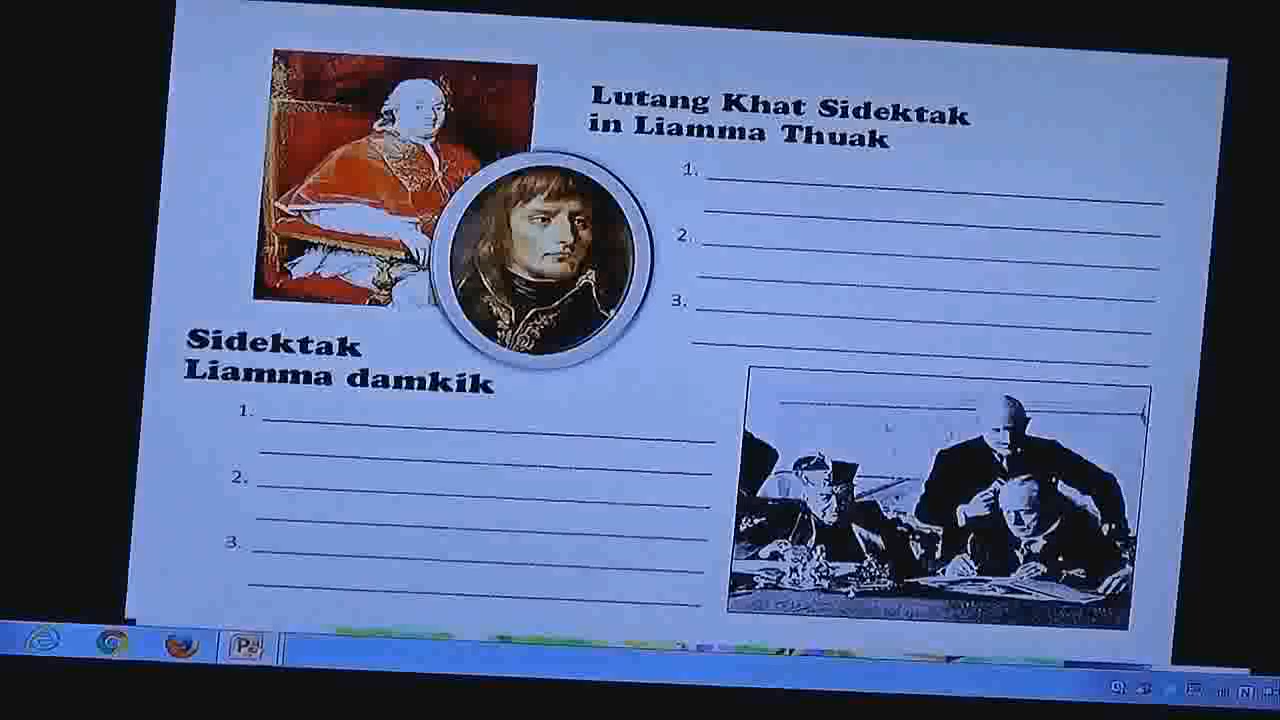 Lutang Khat Sidektak
in Liamma Thuak
1.
2.
3.
Sidektak
Liamma damkik
1.
2.
3.